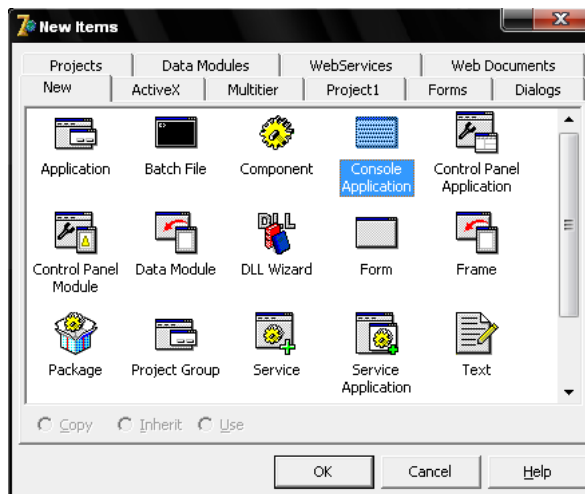 7 New Items
Projects Data Modules WebServices Web Documents
New ActiveX Multitier Project1 Forms Dialogs
Application Batch File Component Console Application Control Panel Application
Control Panel Module Data Module DLL Wizard Form Frame
Package Project Group Service Service Application Text
Copy Inherit Use
OK Cancel Help